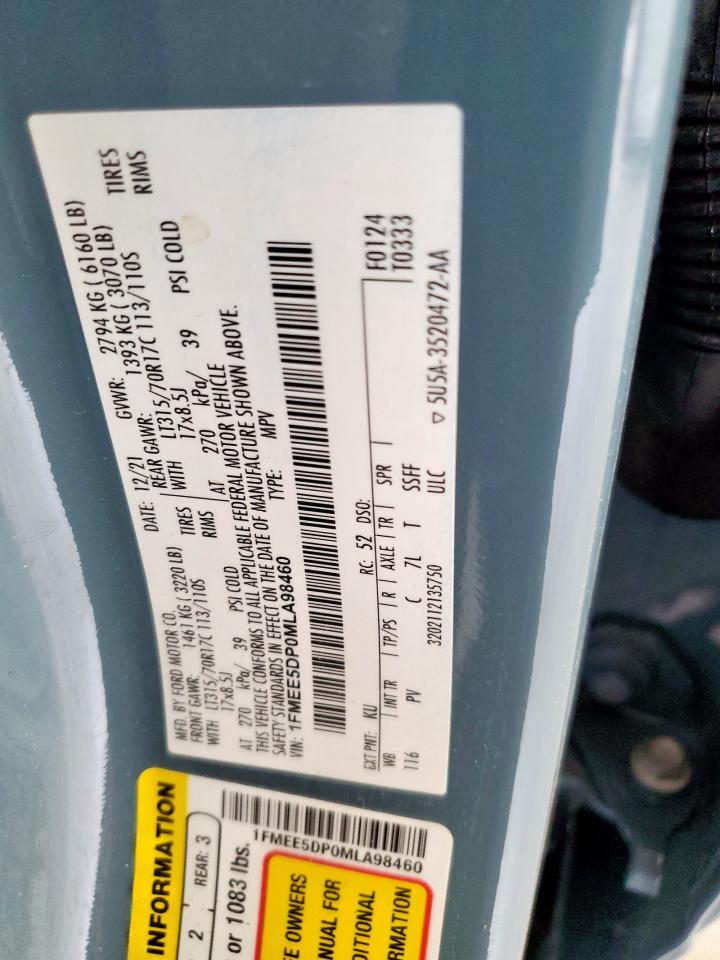 MFD. BY FORD MOTOR CO.
DATE: 12/21 GVWR: 2794 KG ( 6160 LB)
FRONT GAWR: 1461 KG ( 3220 LB) REAR GAWR: 1393 KG ( 3070 LB)
WITH LT315/70R17C 113/110S TIRES WITH LT315/70R17C 113/110S TIRES
17x8.5J RIMS 17x8.5J RIMS
AT 270 kPa/ 39 PSI COLD AT 270 kPa/ 39 PSI COLD
THIS VEHICLE CONFORMS TO ALL APPLICABLE FEDERAL MOTOR VEHICLE
SAFETY STANDARDS IN EFFECT ON THE DATE OF MANUFACTURE SHOWN ABOVE.
VIN: 1FMEE5DP0MLA98460 TYPE: MPV
EXT PNT: KU RC: 52 DSO: F0124
T0333
WB INT TR TP/PS R AXLE TR SPR
116 PV C 7L T SSFF
3202112135750 ULC ▽ 5U5A-3520472-AA
INFORMATION
2 REAR: 3
or 1083 lbs.
1FMEE5DP0MLA98460
OWNERS
FOR